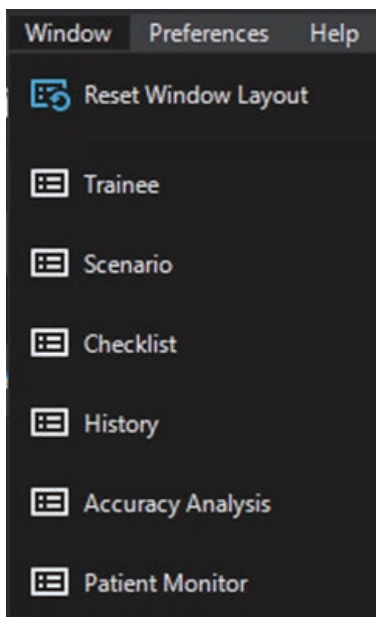 Window Preferences Help
Reset Window Layout
Trainee
Scenario
Checklist
History
Accuracy Analysis
Patient Monitor